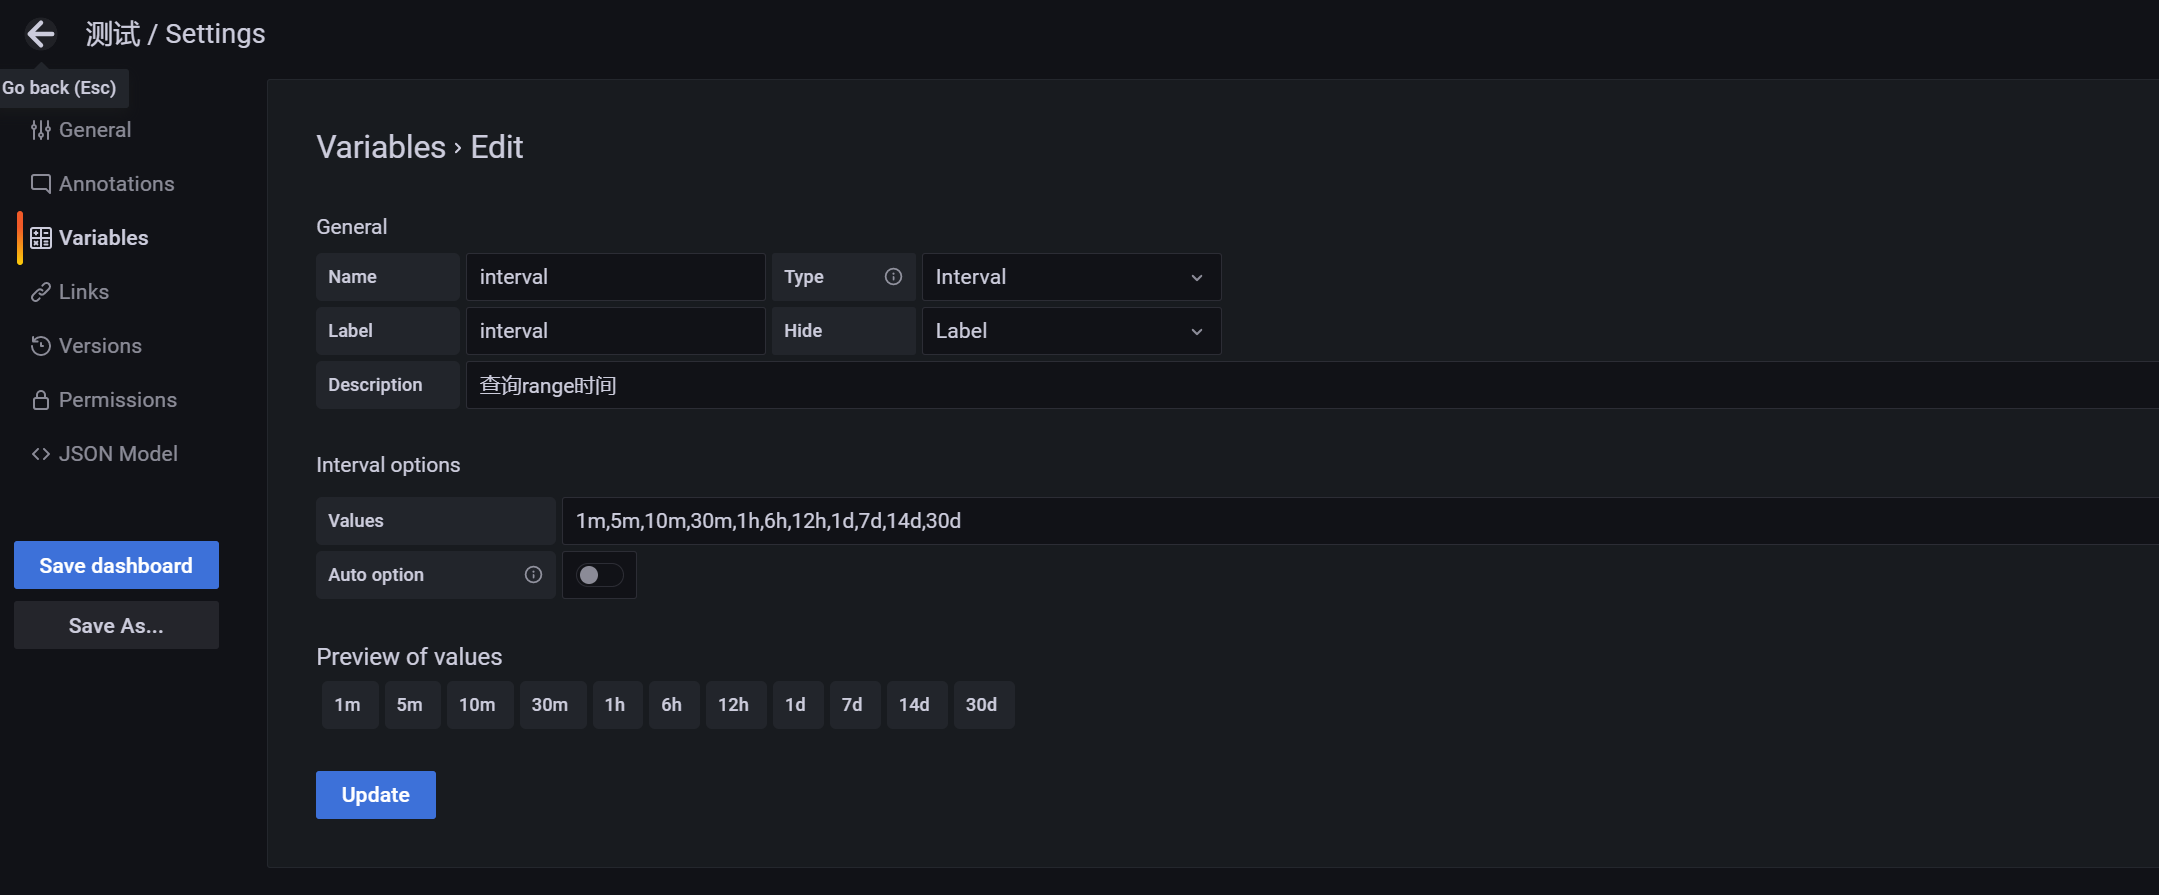 测试 / Settings
Go back (Esc)
General
Annotations
Variables
Links
Versions
Permissions
JSON Model
Save dashboard
Save As...
Variables › Edit
General
Name interval Type Interval
Label interval Hide Label
Description 查询range时间
Interval options
Values 1m,5m,10m,30m,1h,6h,12h,1d,7d,14d,30d
Auto option
Preview of values
1m 5m 10m 30m 1h 6h 12h 1d 7d 14d 30d
Update